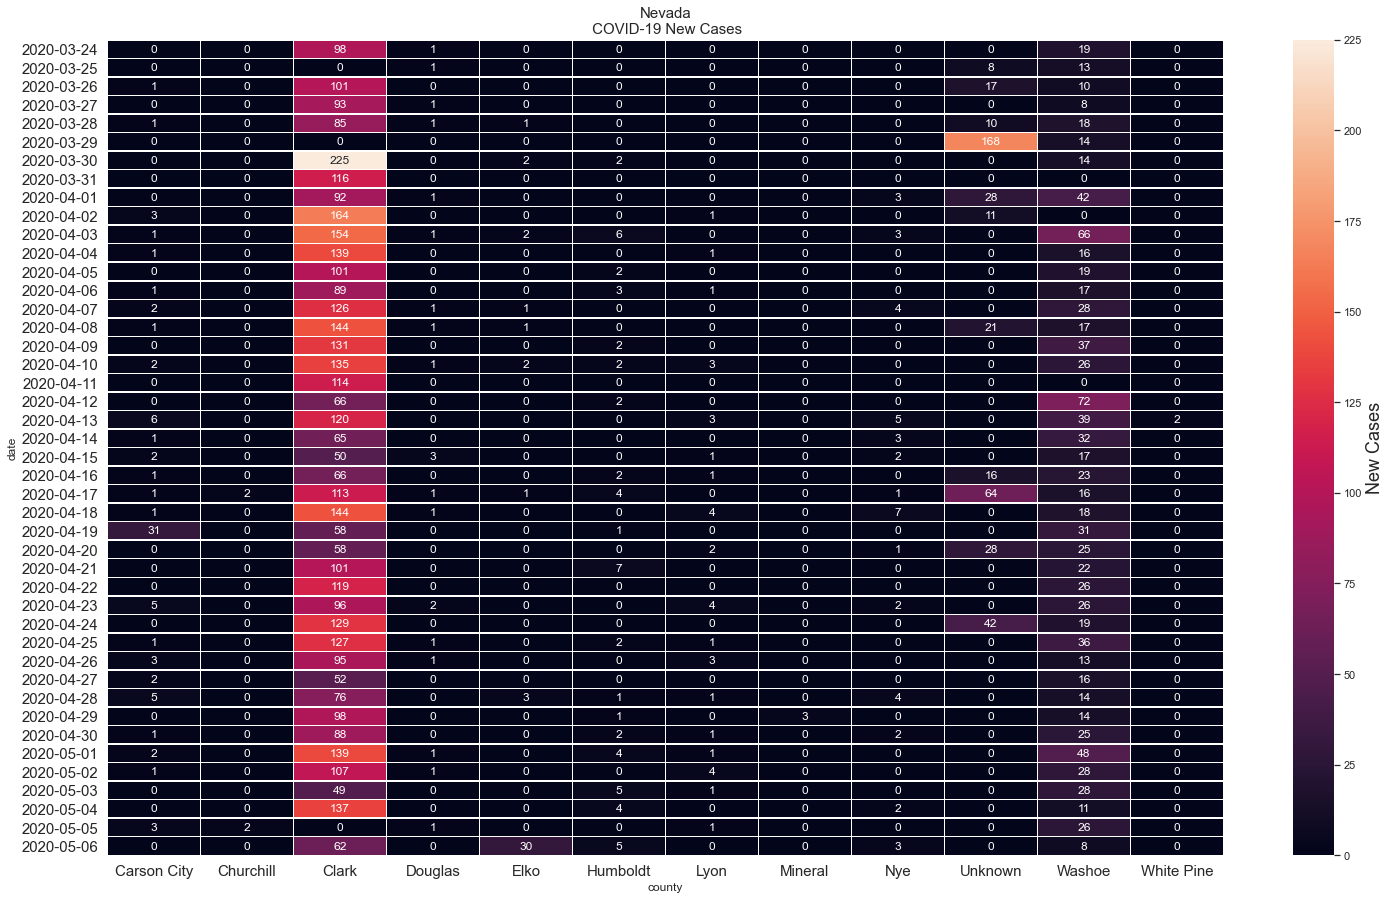 Nevada
COVID-19 New Cases
2020-03-24 0 0 98 1 0 0 0 0 0 0 19 0
2020-03-25 0 0 0 1 0 0 0 0 0 8 13 0
2020-03-26 1 0 101 0 0 0 0 0 0 17 10 0
2020-03-27 0 0 93 1 0 0 0 0 0 0 8 0
2020-03-28 1 0 85 1 1 0 0 0 0 10 18 0
2020-03-29 0 0 0 0 0 0 0 0 0 168 14 0
2020-03-30 0 0 225 0 2 2 0 0 0 0 14 0
2020-03-31 0 0 116 0 0 0 0 0 0 0 0 0
2020-04-01 0 0 92 1 0 0 0 0 3 28 42 0
2020-04-02 3 0 164 0 0 0 1 0 0 11 0 0
2020-04-03 1 0 154 1 2 6 0 0 3 0 66 0
2020-04-04 1 0 139 0 0 0 1 0 0 0 16 0
2020-04-05 0 0 101 0 0 2 0 0 0 0 19 0
2020-04-06 1 0 89 0 0 3 1 0 0 0 17 0
2020-04-07 2 0 126 1 1 0 0 0 4 0 28 0
2020-04-08 1 0 144 1 1 0 0 0 0 21 17 0
2020-04-09 0 0 131 0 0 2 0 0 0 0 37 0
2020-04-10 2 0 135 1 2 2 3 0 0 0 26 0
2020-04-11 0 0 114 0 0 0 0 0 0 0 0 0
2020-04-12 0 0 66 0 0 2 0 0 0 0 72 0
2020-04-13 6 0 120 0 0 0 3 0 5 0 39 2
2020-04-14 1 0 65 0 0 0 0 0 3 0 32 0
2020-04-15 2 0 50 3 0 0 1 0 2 0 17 0
2020-04-16 1 0 66 0 0 2 1 0 0 16 23 0
2020-04-17 1 2 113 1 1 4 0 0 1 64 16 0
2020-04-18 1 0 144 1 0 0 4 0 7 0 18 0
2020-04-19 31 0 58 0 0 1 0 0 0 0 31 0
2020-04-20 0 0 58 0 0 0 2 0 1 28 25 0
2020-04-21 0 0 101 0 0 7 0 0 0 0 22 0
2020-04-22 0 0 119 0 0 0 0 0 0 0 26 0
2020-04-23 5 0 96 2 0 0 4 0 2 0 26 0
2020-04-24 0 0 129 0 0 0 0 0 0 42 19 0
2020-04-25 1 0 127 1 0 2 1 0 0 0 36 0
2020-04-26 3 0 95 1 0 0 3 0 0 0 13 0
2020-04-27 2 0 52 0 0 0 0 0 0 0 16 0
2020-04-28 5 0 76 0 3 1 1 0 4 0 14 0
2020-04-29 0 0 98 0 0 1 0 3 0 0 14 0
2020-04-30 1 0 88 0 0 2 1 0 2 0 25 0
2020-05-01 2 0 139 1 0 4 1 0 0 0 48 0
2020-05-02 1 0 107 1 0 0 4 0 0 0 28 0
2020-05-03 0 0 49 0 0 5 1 0 0 0 28 0
2020-05-04 0 0 137 0 0 4 0 0 2 0 11 0
2020-05-05 3 2 0 1 0 0 1 0 0 0 26 0
2020-05-06 0 0 62 0 30 5 0 0 3 0 8 0
Carson City Churchill Clark Douglas Elko Humboldt Lyon Mineral Nye Unknown Washoe White Pine
county
date
225
200
175
150
125
100
75
50
25
0
New Cases